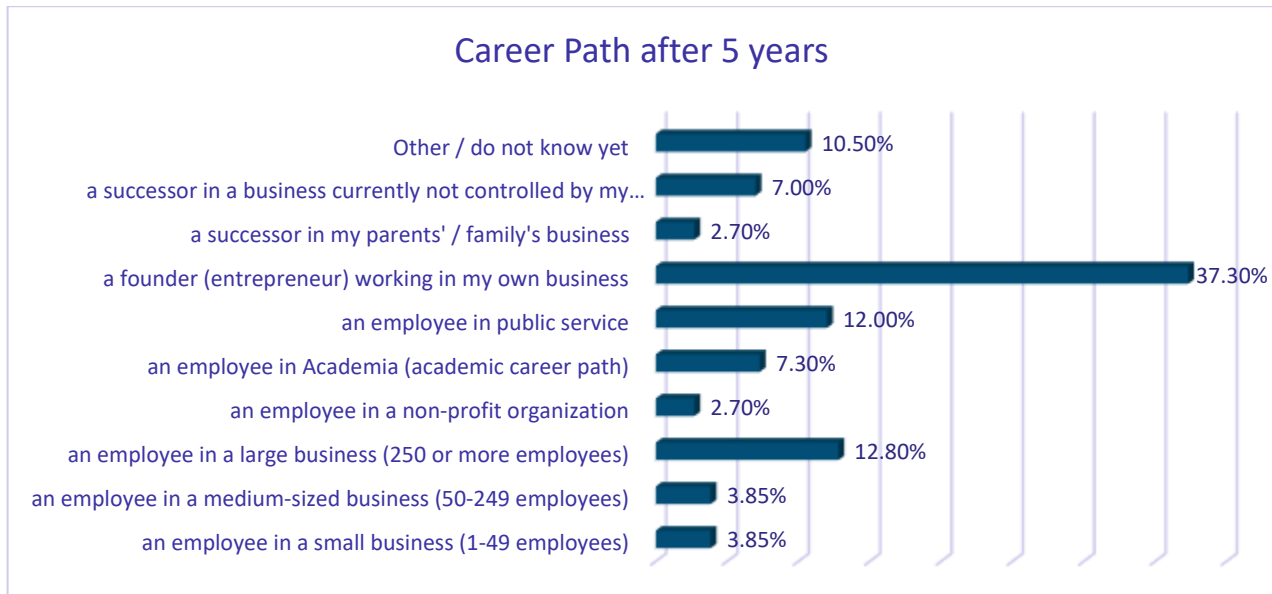 Career Path after 5 years
Other / do not know yet
10.50%
a successor in a business currently not controlled by my...
7.00%
a successor in my parents' / family's business
2.70%
a founder (entrepreneur) working in my own business
37.30%
an employee in public service
12.00%
an employee in Academia (academic career path)
7.30%
an employee in a non-profit organization
2.70%
an employee in a large business (250 or more employees)
12.80%
an employee in a medium-sized business (50-249 employees)
3.85%
an employee in a small business (1-49 employees)
3.85%